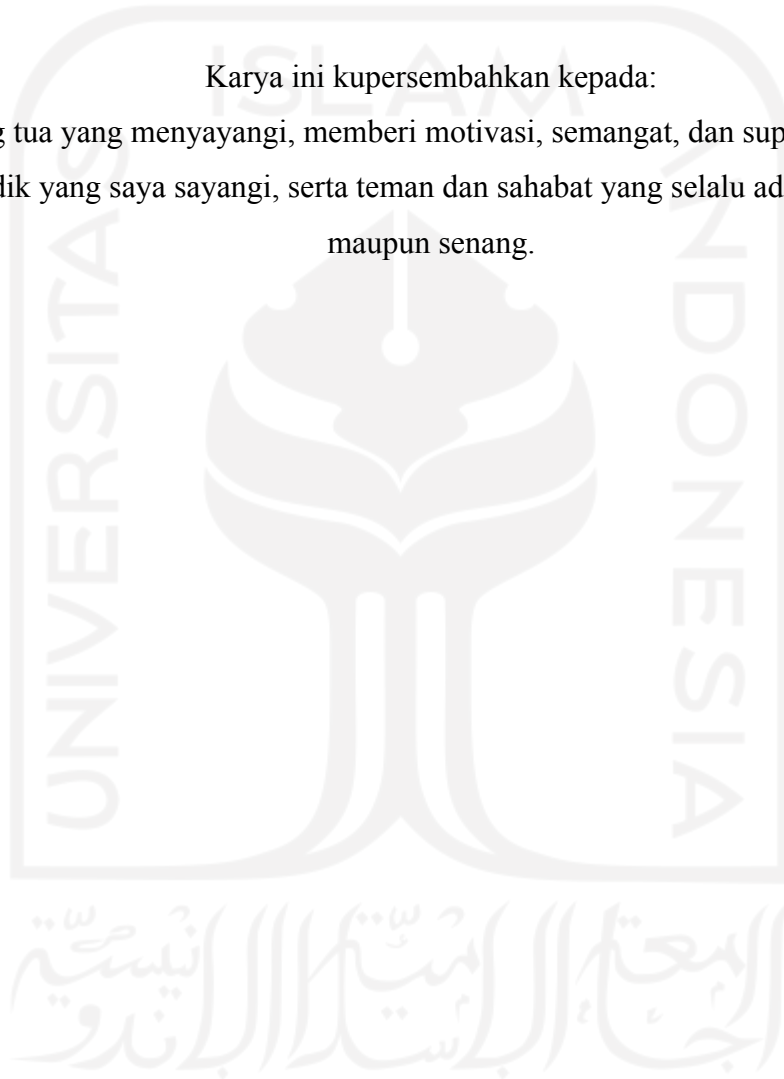 ISLAM
Karya ini kupersembahkan kepada:
tua yang menyayangi, memberi motivasi, semangat, dan
yang saya sayangi, serta teman dan sahabat yang selalu
maupun senang.
UNIVERSITAS
INDONESIA